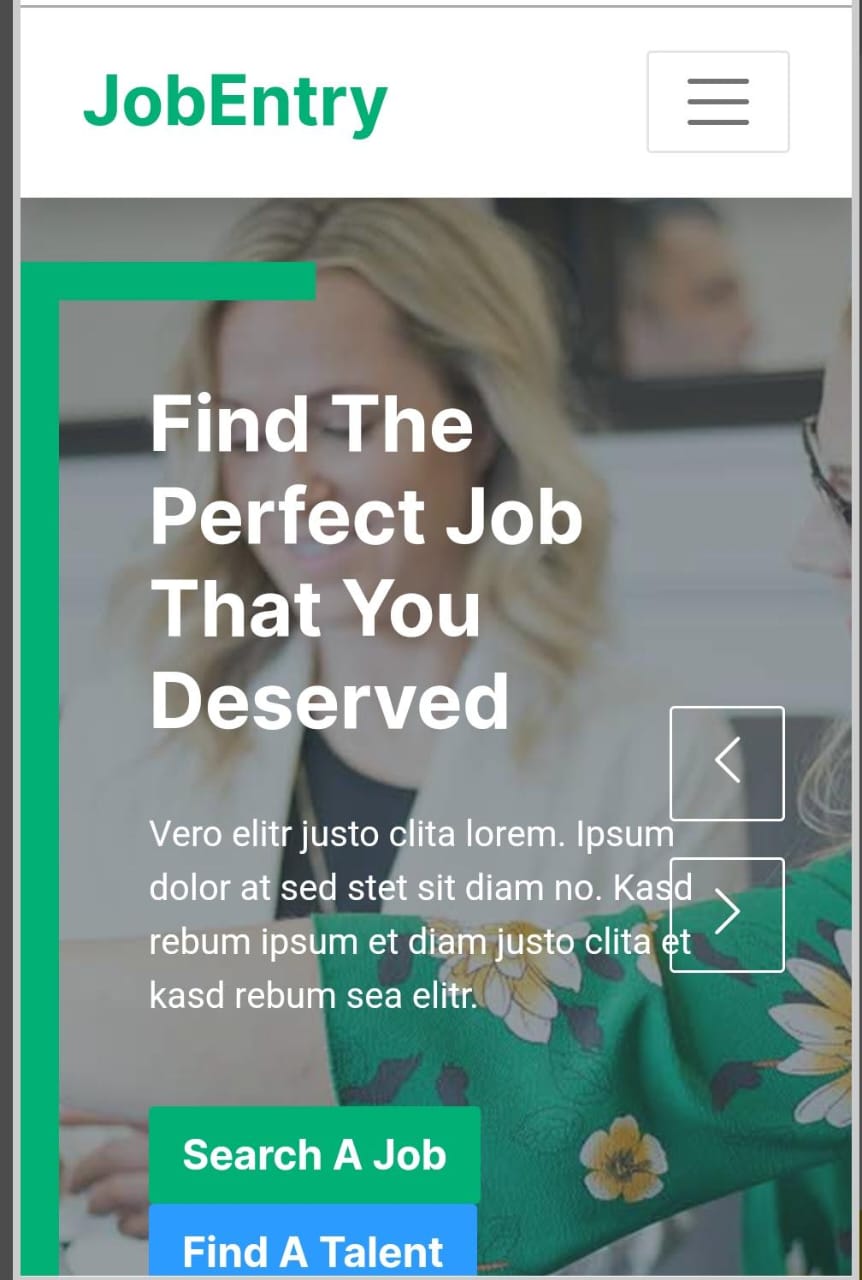 JobEntry
Find The
Perfect Job
That You
Deserved
Vero elitr justo clita lorem. Ipsum
dolor at sed stet sit diam no. Kasd
rebum ipsum et diam justo clita et
kasd rebum sea elitr.
Search A Job
Find A Talent